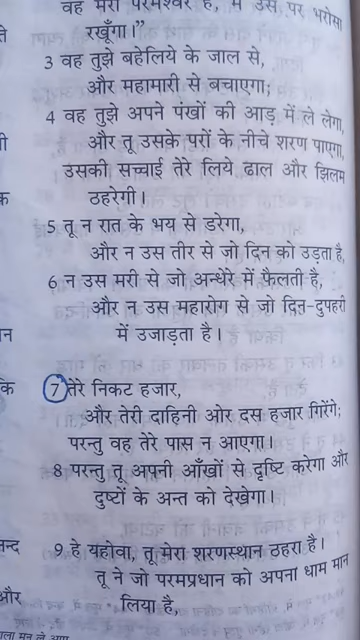 वह मेरा परमेश्वर है, मैं उस पर भरोसा
रखूँगा।”
3 वह तुझे बहेलिये के जाल से,
और महामारी से बचाएगा;
4 वह तुझे अपने पंखों की आड़ में ले लेगा,
और तू उसके परों के नीचे शरण पाएगा,
उसकी सच्चाई तेरे लिये ढाल और झिलम
ठहरेगी।
5 तू न रात के भय से डरेगा,
और न उस तीर से जो दिन को उड़ता है,
6 न उस मरी से जो अन्धेरे में फैलती है,
और न उस महारोग से जो दिन-दुपहरी
में उजाड़ता है।
7 तेरे निकट हजार,
और तेरी दाहिनी ओर दस हजार गिरेंगे;
परन्तु वह तेरे पास न आएगा।
8 परन्तु तू अपनी आँखों से दृष्टि करेगा और
दुष्टों के अन्त को देखेगा।
9 हे यहोवा, तू मेरा शरणस्थान ठहरा है।
तू ने जो परमप्रधान को अपना धाम मान
लिया है,